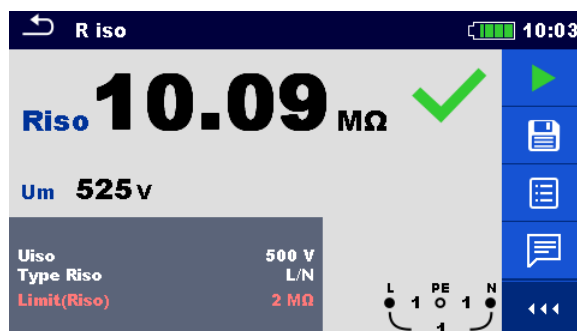 R iso 10:03
Riso 10.09 MΩ
Um 525 V
Uiso 500 V
Type Riso L/N
Limit(Riso) 2 MΩ
L PE N
1 1
1